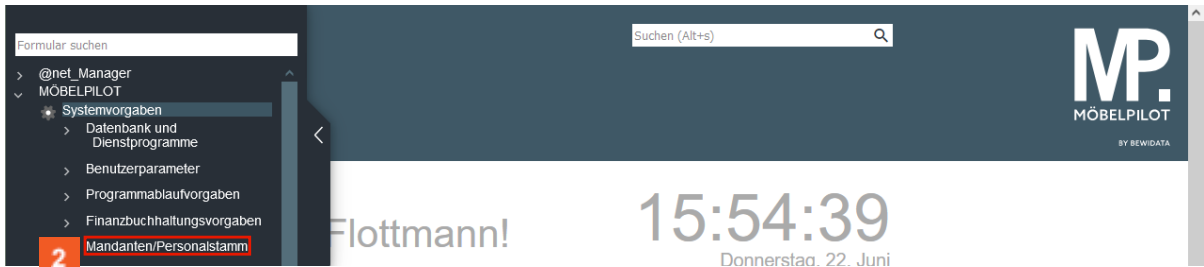 Formular suchen
Suchen (Alt+s)
@net_Manager
MÖBELPILOT
Systemvorgaben
Datenbank und
Dienstprogramme
Benutzerparameter
Programmablaufvorgaben
Finanzbuchhaltungsvorgaben
Mandanten/Personalstamm
2
MP.
MÖBELPILOT
BY BEWIDATA
Flottmann!
15:54:39
Donnerstag, 22. Juni